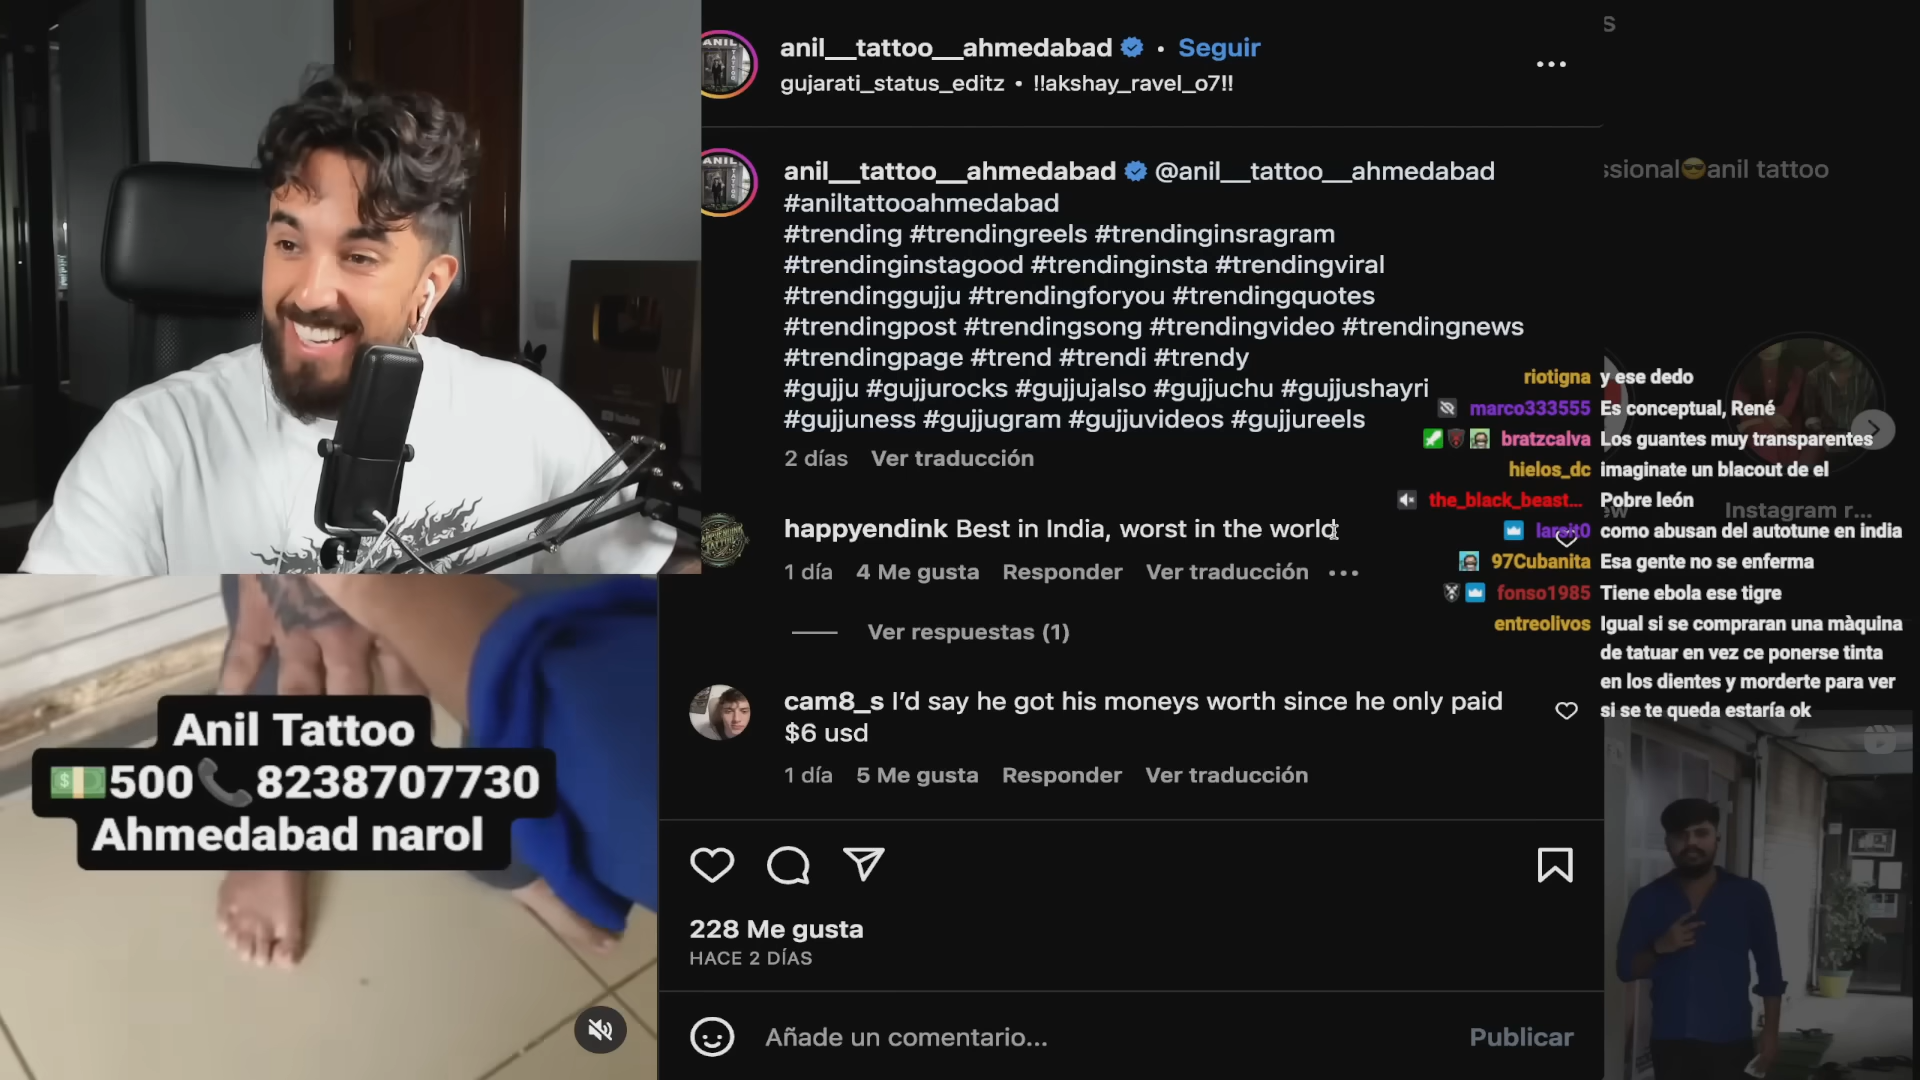 anil__tattoo__ahmedabad • Seguir
gujarati_status_editz • !!akshay_ravel_o7!!
anil__tattoo__ahmedabad @anil__tattoo__ahmedabad
#aniltattooahmedabad
#trending #trendingreels #trendinginsragram
#trendinginstagood #trendinginsta #trendingviral
#trendinggujju #trendingforyou #trendingquotes
#trendingpost #trendingsong #trendingvideo #trendingnews
#trendingpage #trend #trendi #trendy
#gujju #gujjurocks #gujjujalso #gujjuchu #gujjushayri
#gujjuness #gujjugram #gujjuvideos #gujjureels
2 días Ver traducción
happyendink Best in India, worst in the world
1 día 4 Me gusta Responder Ver traducción
Ver respuestas (1)
cam8_s I’d say he got his moneys worth since he only paid
$6 usd
1 día 5 Me gusta Responder Ver traducción
228 Me gusta
HACE 2 DÍAS
Añade un comentario...
Publicar
ssional😎anil tattoo
Instagram r...
riotigna y ese dedo
marco333555 Es conceptual, René
bratzcalva Los guantes muy transparentes
hielos_dc imaginate un blacout de el
the_black_beast... Pobre león
larsit0 como abusan del autotune en india
97Cubanita Esa gente no se enferma
fonso1985 Tiene ebola ese tigre
entreolivos Igual si se compraran una màquina
de tatuar en vez ce ponerse tinta
en los dientes y morderte para ver
si se te queda estaría ok
Anil Tattoo
💵500📞8238707730
Ahmedabad narol
ANIL
TATTOO
ANIL